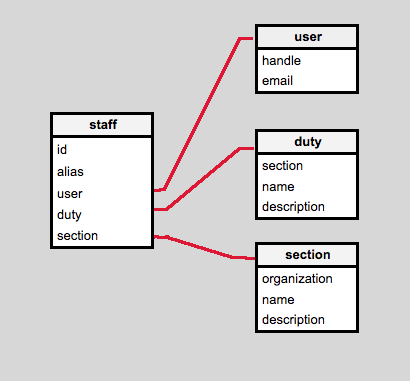 staff
id
alias
user
duty
section
user
handle
email
duty
section
name
description
section
organization
name
description